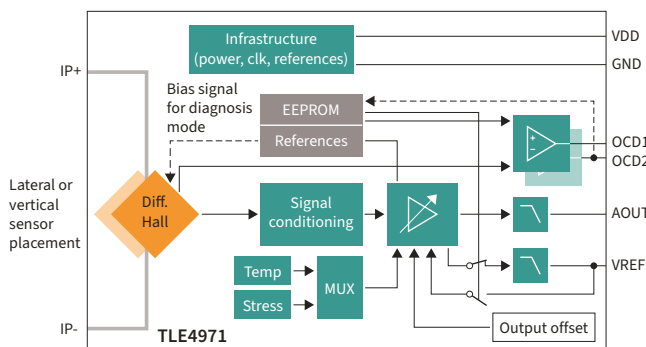 Infrastructure
(power, clk, references)
VDD
GND
IP+
Bias signal
for diagnosis
mode
EEPROM
References
+
-
OCD1
OCD2
Lateral or
vertical
sensor
placement
Diff.
Hall
Signal
conditioning
AOUT
Temp
Stress
MUX
VREF
IP-
TLE4971
Output offset